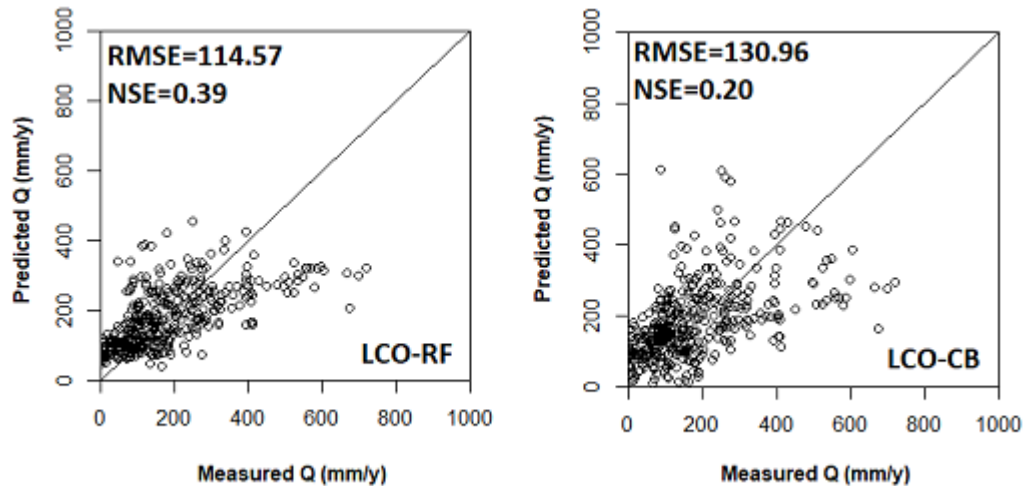 RMSE=114.57
NSE=0.39
Predicted Q (mm/y)
1000
800
600
400
200
0
LCO-RF
0 200 400 600 800 1000
Measured Q (mm/y)
RMSE=130.96
NSE=0.20
Predicted Q (mm/y)
1000
800
600
400
200
0
LCO-CB
0 200 400 600 800 1000
Measured Q (mm/y)